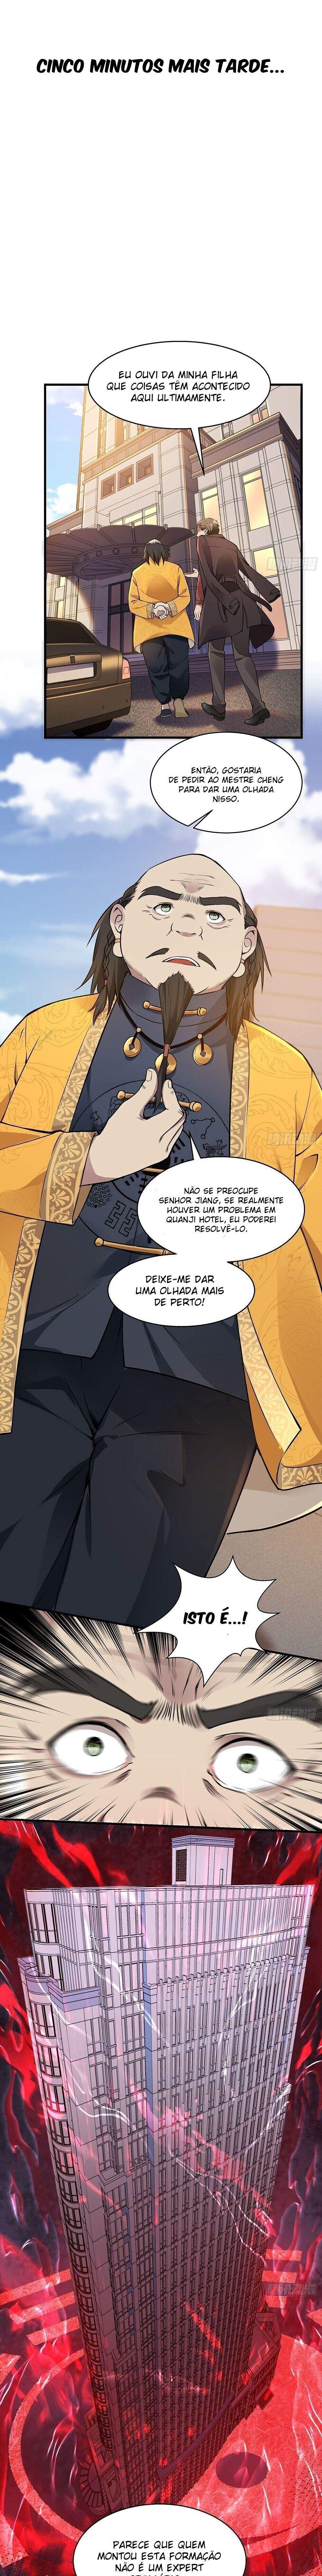 CINCO MINUTOS MAIS TARDE...
EU OUVI DA MINHA FILHA
QUE COISAS TÊM ACONTECIDO
AQUI ULTIMAMENTE.
ENTÃO, GOSTARIA
DE PEDIR AO MESTRE CHENG
PARA DAR UMA OLHADA
NISSO.
NÃO SE PREOCUPE
SENHOR JIANG, SE REALMENTE
HOUVER UM PROBLEMA EM
QUANJI HOTEL, EU PODEREI
RESOLVÊ-LO.
DEIXE-ME DAR
UMA OLHADA MAIS
DE PERTO!
ISTO É...!
PARECE QUE QUEM
MONTOU ESTA FORMAÇÃO
NÃO É UM EXPERT